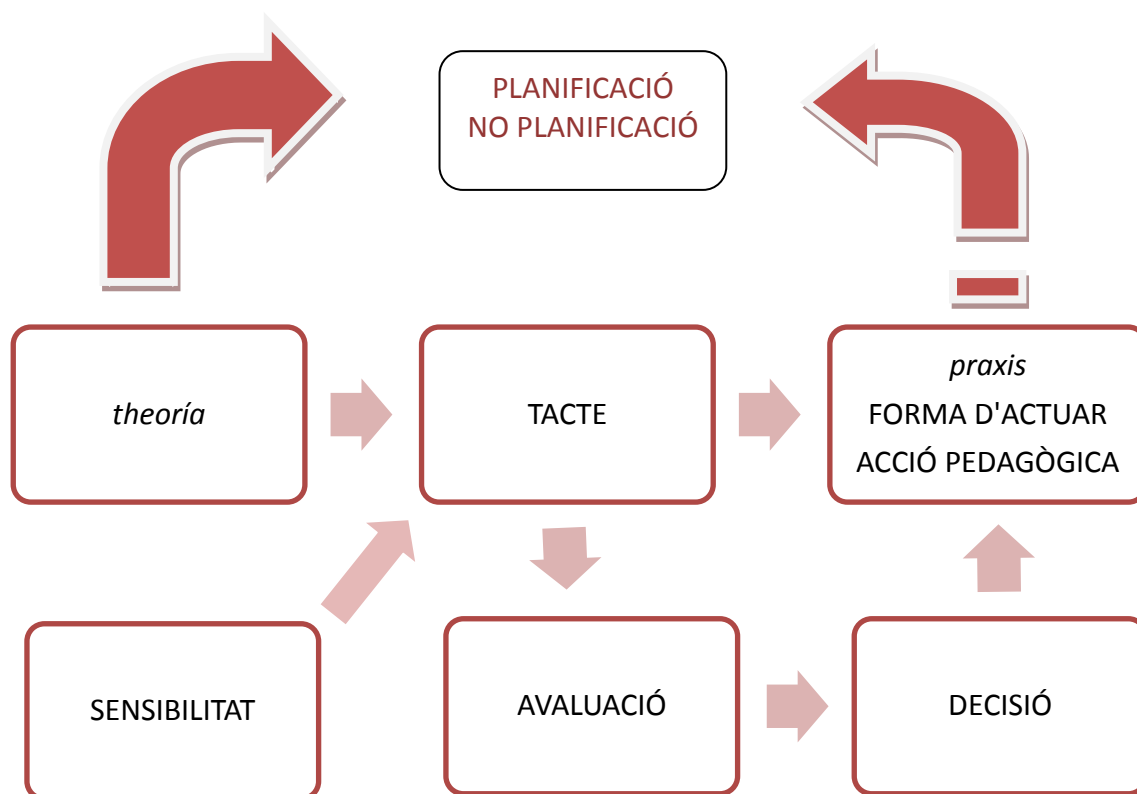 PLANIFICACIÓ
NO PLANIFICACIÓ
theoría
TACTE
praxis
FORMA D'ACTUAR
ACCIÓ PEDAGÒGICA
SENSIBILITAT
AVALUACIÓ
DECISIÓ